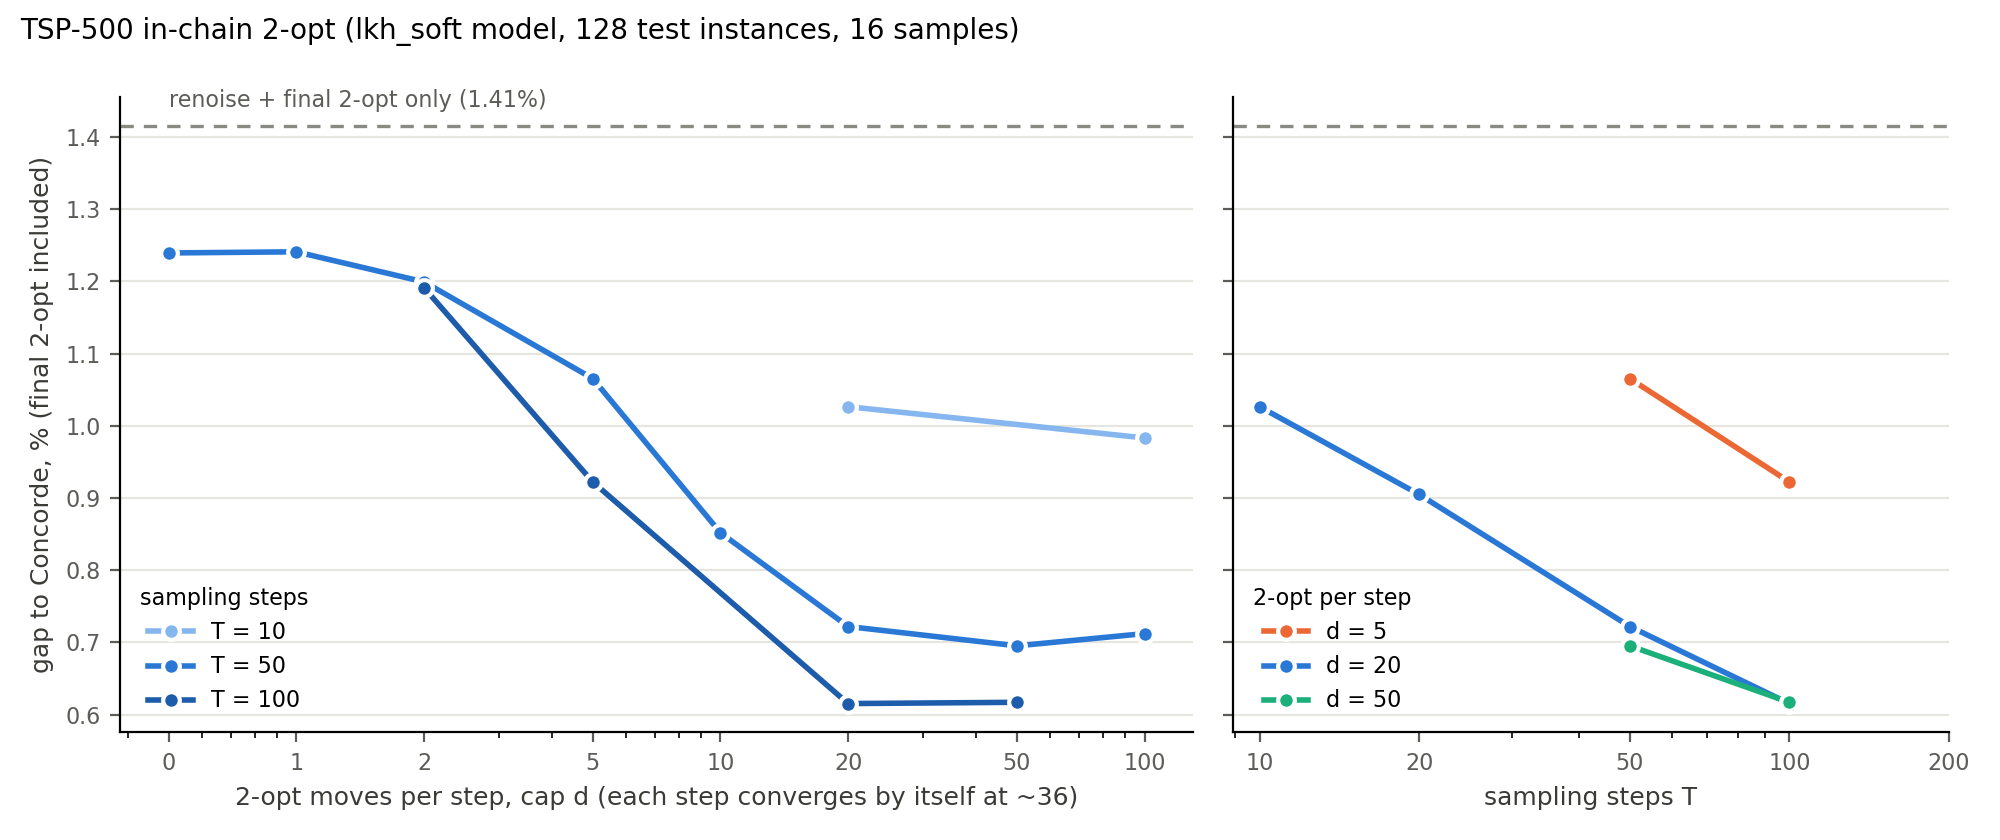 TSP-500 in-chain 2-opt (lkh_soft model, 128 test instances, 16 samples)
renoise + final 2-opt only (1.41%)
gap to Concorde, % (final 2-opt included)
1.4
1.3
1.2
1.1
1.0
0.9
0.8
0.7
0.6
sampling steps
T = 10
T = 50
T = 100
0 1 2 5 10 20 50 100
2-opt moves per step, cap d (each step converges by itself at ~36)
2-opt per step
d = 5
d = 20
d = 50
10 20 50 100 200
sampling steps T